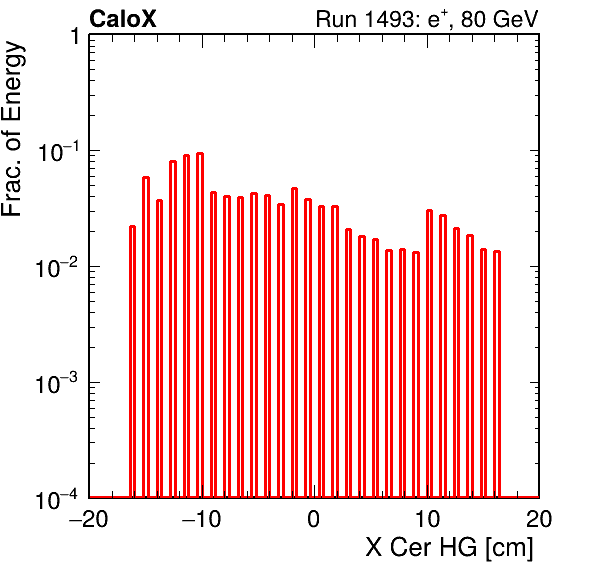 CaloX Run 1493: e⁺, 80 GeV
Frac. of Energy
1
10⁻¹
10⁻²
10⁻³
10⁻⁴
−20 −10 0 10 20
X Cer HG [cm]